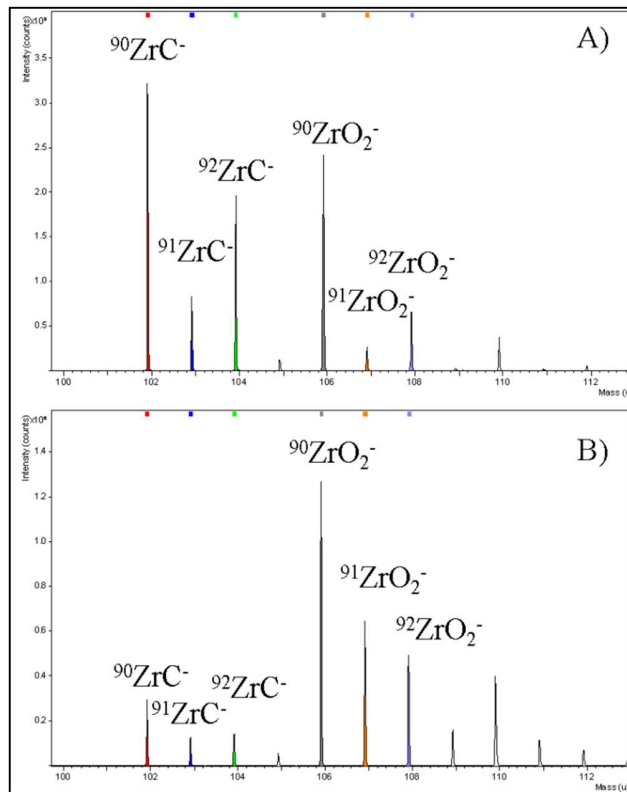 Intensity (counts)
x10⁶
A)
3.5
3.0
2.5
2.0
1.5
1.0
0.5
⁹⁰ZrC⁻
⁹⁰ZrO₂⁻
⁹²ZrC⁻
⁹¹ZrC⁻
⁹²ZrO₂⁻
⁹¹ZrO₂⁻
100 102 104 106 108 110 112
Mass (u)
Intensity (counts)
B)
1.4
1.2
1.0
0.8
0.6
0.4
0.2
⁹⁰ZrO₂⁻
⁹¹ZrO₂⁻
⁹²ZrO₂⁻
⁹⁰ZrC⁻
⁹²ZrC⁻
⁹¹ZrC⁻
100 102 104 106 108 110 112
Mass (u)